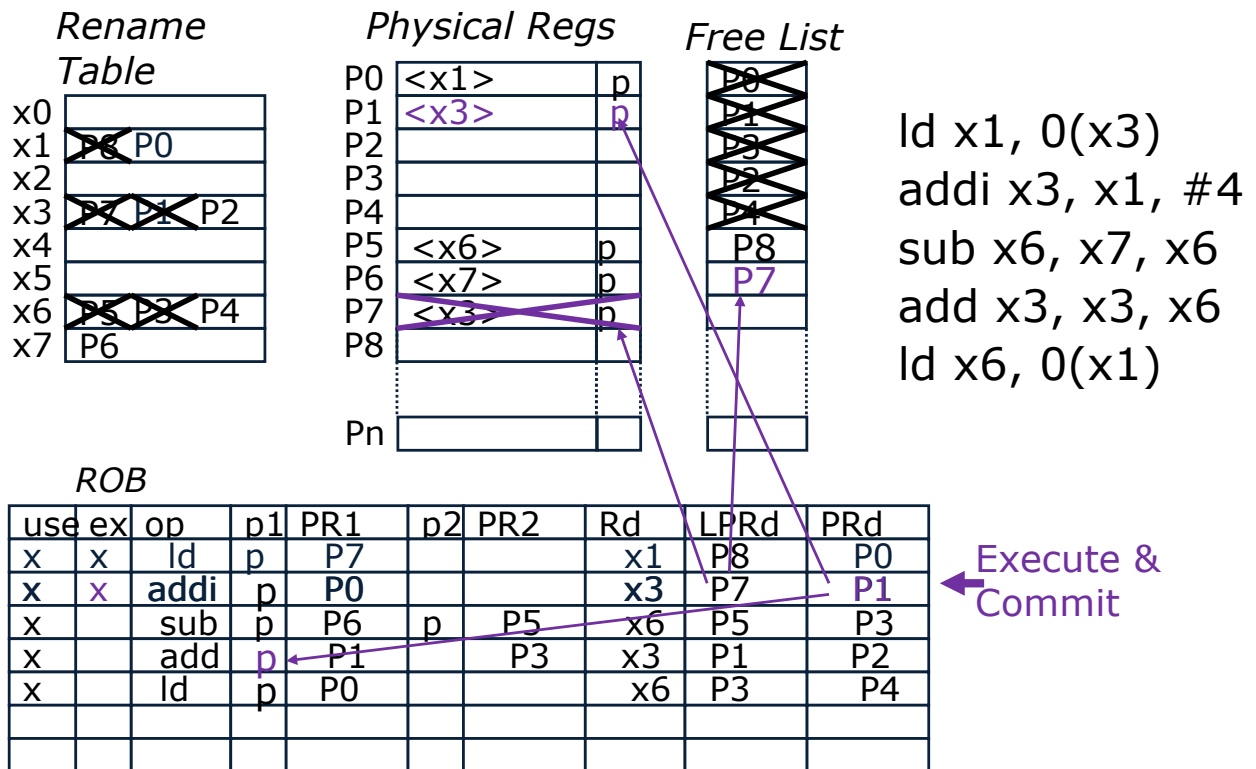 Rename
Table
x0
x1 P8 P0
x2
x3 P7 P1 P2
x4
x5
x6 P5 P3 P4
x7 P6
Physical Regs
P0 <x1> p
P1 <x3> p
P2
P3
P4
P5 <x6> p
P6 <x7> p
P7 <x3> p
P8
Pn
Free List
P0
P1
P3
P2
P4
P8
P7
ld x1, 0(x3)
addi x3, x1, #4
sub x6, x7, x6
add x3, x3, x6
ld x6, 0(x1)
ROB
use ex op p1 PR1 p2 PR2 Rd LPRd PRd
x x ld p P7 x1 P8 P0
x x addi p P0 x3 P7 P1
x sub p P6 p P5 x6 P5 P3
x add p P1 P3 x3 P1 P2
x ld p P0 x6 P3 P4
Execute &
Commit